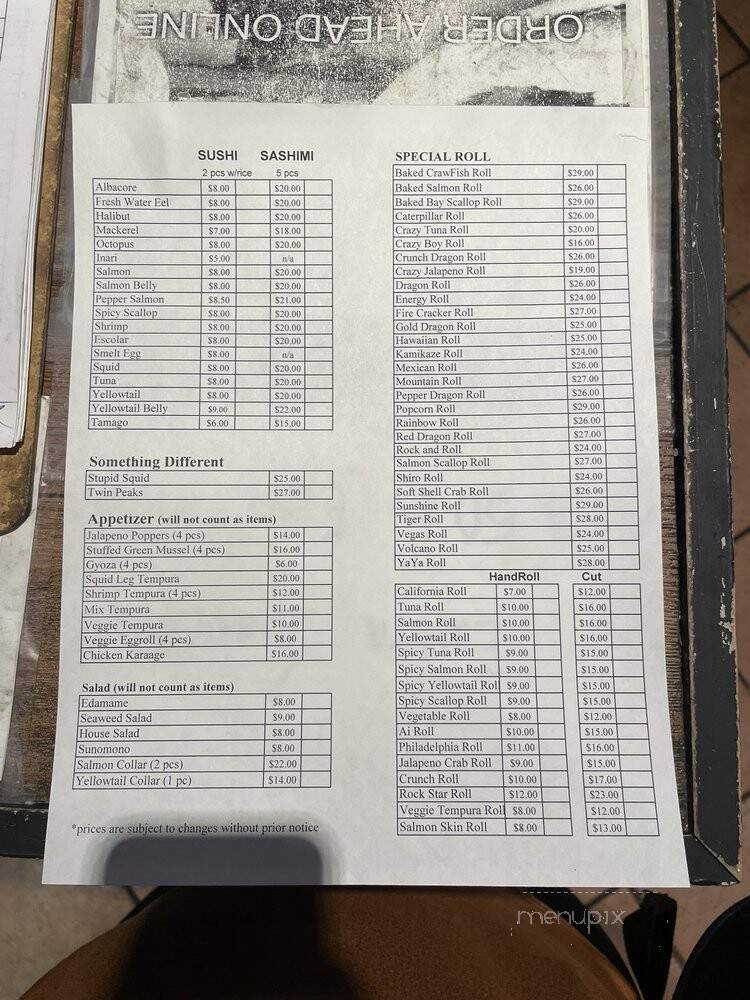 ORDER AHEAD ONLINE
SUSHI SASHIMI
2 pcs w/rice 5 pcs
Albacore $8.00 $20.00
Fresh Water Eel $8.00 $20.00
Halibut $8.00 $20.00
Mackerel $7.00 $18.00
Octopus $8.00 $20.00
Inari $5.00 n/a
Salmon $8.00 $20.00
Salmon Belly $8.00 $20.00
Pepper Salmon $8.50 $21.00
Spicy Scallop $8.00 $20.00
Shrimp $8.00 $20.00
Escolar $8.00 $20.00
Smelt Egg $8.00 n/a
Squid $8.00 $20.00
Tuna $8.00 $20.00
Yellowtail $8.00 $20.00
Yellowtail Belly $9.00 $22.00
Tamago $6.00 $15.00
Something Different
Stupid Squid $25.00
Twin Peaks $27.00
Appetizer (will not count as items)
Jalapeno Poppers (4 pcs) $14.00
Stuffed Green Mussel (4 pcs) $16.00
Gyoza (4 pcs) $6.00
Squid Leg Tempura $20.00
Shrimp Tempura (4 pcs) $12.00
Mix Tempura $11.00
Veggie Tempura $10.00
Veggie Eggroll (4 pcs) $8.00
Chicken Karaage $16.00
Salad (will not count as items)
Edamame $8.00
Seaweed Salad $9.00
House Salad $8.00
Sunomono $8.00
Salmon Collar (2 pcs) $22.00
Yellowtail Collar (1 pc) $14.00
*prices are subject to changes without prior notice
SPECIAL ROLL
Baked CrawFish Roll $29.00
Baked Salmon Roll $26.00
Baked Bay Scallop Roll $29.00
Caterpillar Roll $26.00
Crazy Tuna Roll $20.00
Crazy Boy Roll $16.00
Crunch Dragon Roll $26.00
Crazy Jalapeno Roll $19.00
Dragon Roll $26.00
Energy Roll $24.00
Fire Cracker Roll $27.00
Gold Dragon Roll $25.00
Hawaiian Roll $25.00
Kamikaze Roll $24.00
Mexican Roll $26.00
Mountain Roll $27.00
Pepper Dragon Roll $26.00
Popcorn Roll $29.00
Rainbow Roll $26.00
Red Dragon Roll $27.00
Rock and Roll $24.00
Salmon Scallop Roll $27.00
Shiro Roll $24.00
Soft Shell Crab Roll $26.00
Sunshine Roll $29.00
Tiger Roll $28.00
Vegas Roll $24.00
Volcano Roll $25.00
YaYa Roll $28.00
HandRoll Cut
California Roll $7.00 $12.00
Tuna Roll $10.00 $16.00
Salmon Roll $10.00 $16.00
Yellowtail Roll $10.00 $16.00
Spicy Tuna Roll $9.00 $15.00
Spicy Salmon Roll $9.00 $15.00
Spicy Yellowtail Rol $9.00 $15.00
Spicy Scallop Roll $9.00 $15.00
Vegetable Roll $8.00 $12.00
Ai Roll $10.00 $15.00
Philadelphia Roll $11.00 $16.00
Jalapeno Crab Roll $9.00 $15.00
Crunch Roll $10.00 $17.00
Rock Star Roll $12.00 $23.00
Veggie Tempura Roll $8.00 $12.00
Salmon Skin Roll $8.00 $13.00
menupix